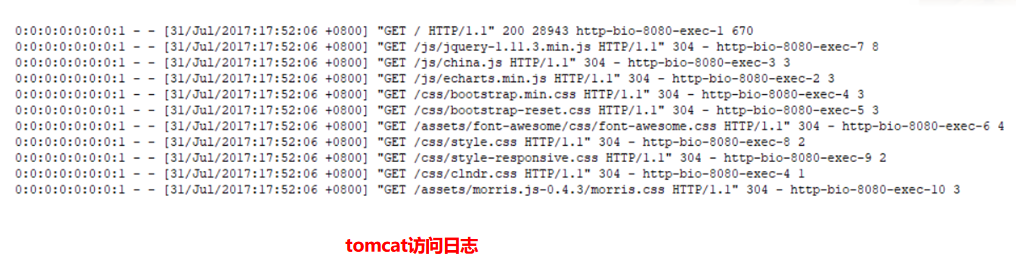 0:0:0:0:0:0:0:1 - - [31/Jul/2017:17:52:06 +0800] "GET / HTTP/1.1" 200 28943 http-bio-8080-exec-1 670
0:0:0:0:0:0:0:1 - - [31/Jul/2017:17:52:06 +0800] "GET /js/jquery-1.11.3.min.js HTTP/1.1" 304 - http-bio-8080-exec-7 8
0:0:0:0:0:0:0:1 - - [31/Jul/2017:17:52:06 +0800] "GET /js/china.js HTTP/1.1" 304 - http-bio-8080-exec-3 3
0:0:0:0:0:0:0:1 - - [31/Jul/2017:17:52:06 +0800] "GET /js/echarts.min.js HTTP/1.1" 304 - http-bio-8080-exec-2 3
0:0:0:0:0:0:0:1 - - [31/Jul/2017:17:52:06 +0800] "GET /css/bootstrap.min.css HTTP/1.1" 304 - http-bio-8080-exec-4 3
0:0:0:0:0:0:0:1 - - [31/Jul/2017:17:52:06 +0800] "GET /css/bootstrap-reset.css HTTP/1.1" 304 - http-bio-8080-exec-5 3
0:0:0:0:0:0:0:1 - - [31/Jul/2017:17:52:06 +0800] "GET /assets/font-awesome/css/font-awesome.css HTTP/1.1" 304 - http-bio-8080-exec-6 4
0:0:0:0:0:0:0:1 - - [31/Jul/2017:17:52:06 +0800] "GET /css/style.css HTTP/1.1" 304 - http-bio-8080-exec-8 2
0:0:0:0:0:0:0:1 - - [31/Jul/2017:17:52:06 +0800] "GET /css/style-responsive.css HTTP/1.1" 304 - http-bio-8080-exec-9 2
0:0:0:0:0:0:0:1 - - [31/Jul/2017:17:52:06 +0800] "GET /css/clndr.css HTTP/1.1" 304 - http-bio-8080-exec-4 1
0:0:0:0:0:0:0:1 - - [31/Jul/2017:17:52:06 +0800] "GET /assets/morris.js-0.4.3/morris.css HTTP/1.1" 304 - http-bio-8080-exec-10 3
tomcat访问日志